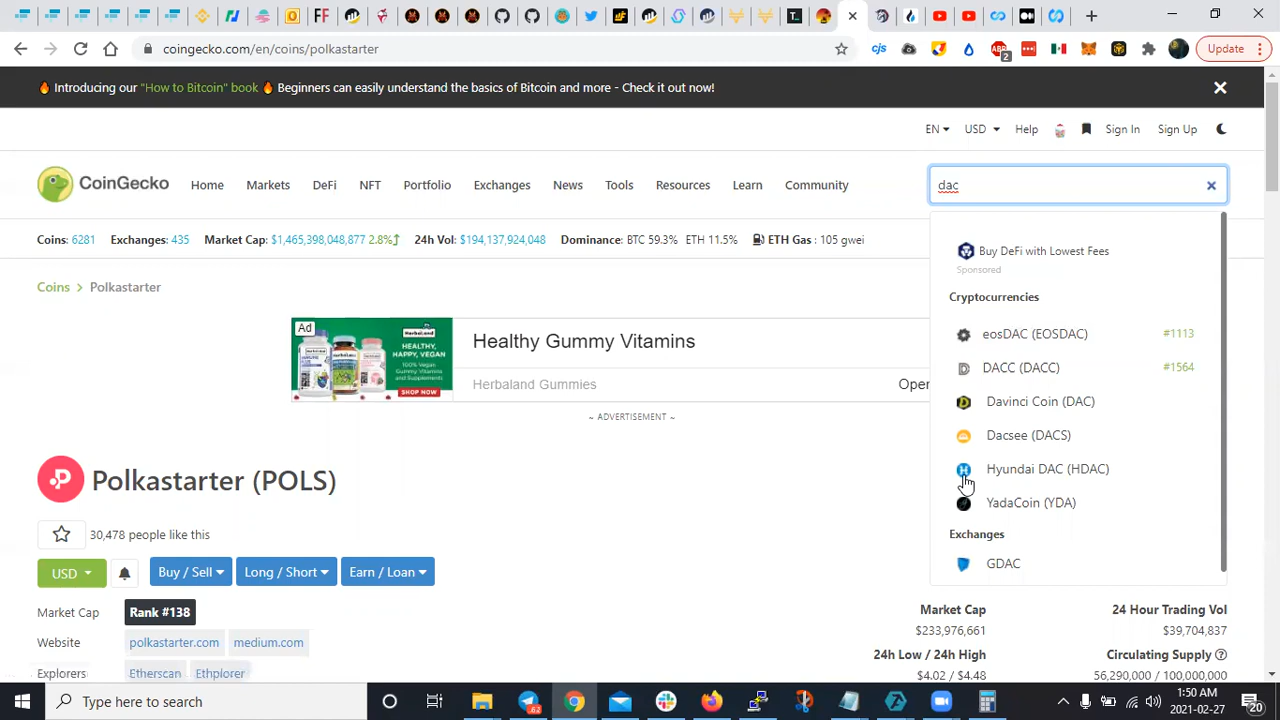 coingecko.com/en/coins/polkastarter
2
Update
🔥 Introducing our "How to Bitcoin" book 🔥 Beginners can easily understand the basics of Bitcoin and more - Check it out now!
EN USD Help Sign In Sign Up
CoinGecko Home Markets DeFi NFT Portfolio Exchanges News Tools Resources Learn Community dac
Coins: 6281 Exchanges: 435 Market Cap: $1,465,398,048,877 2.8% 24h Vol: $194,137,924,048 Dominance: BTC 59.3% ETH 11.5% ETH Gas : 105 gwei
Buy DeFi with Lowest Fees
Sponsored
Cryptocurrencies
eosDAC (EOSDAC) #1113
DACC (DACC) #1564
Davinci Coin (DAC)
Dacsee (DACS)
Hyundai DAC (HDAC)
YadaCoin (YDA)
Exchanges
GDAC
Coins > Polkastarter
Ad
HEALTHY,
HAPPY, VEGAN
SHOP NOW
Healthy Gummy Vitamins
Herbaland Gummies
Open
~ ADVERTISEMENT ~
Polkastarter (POLS)
30,478 people like this
USD Buy / Sell Long / Short Earn / Loan
Market Cap Rank #138
Website polkastarter.com medium.com
Explorers Etherscan Ethplorer
Market Cap 24 Hour Trading Vol
$233,976,661 $39,704,837
24h Low / 24h High Circulating Supply
$4.02 / $4.48 56,290,000 / 100,000,000
Type here to search
62
1:50 AM
2021-02-27
20